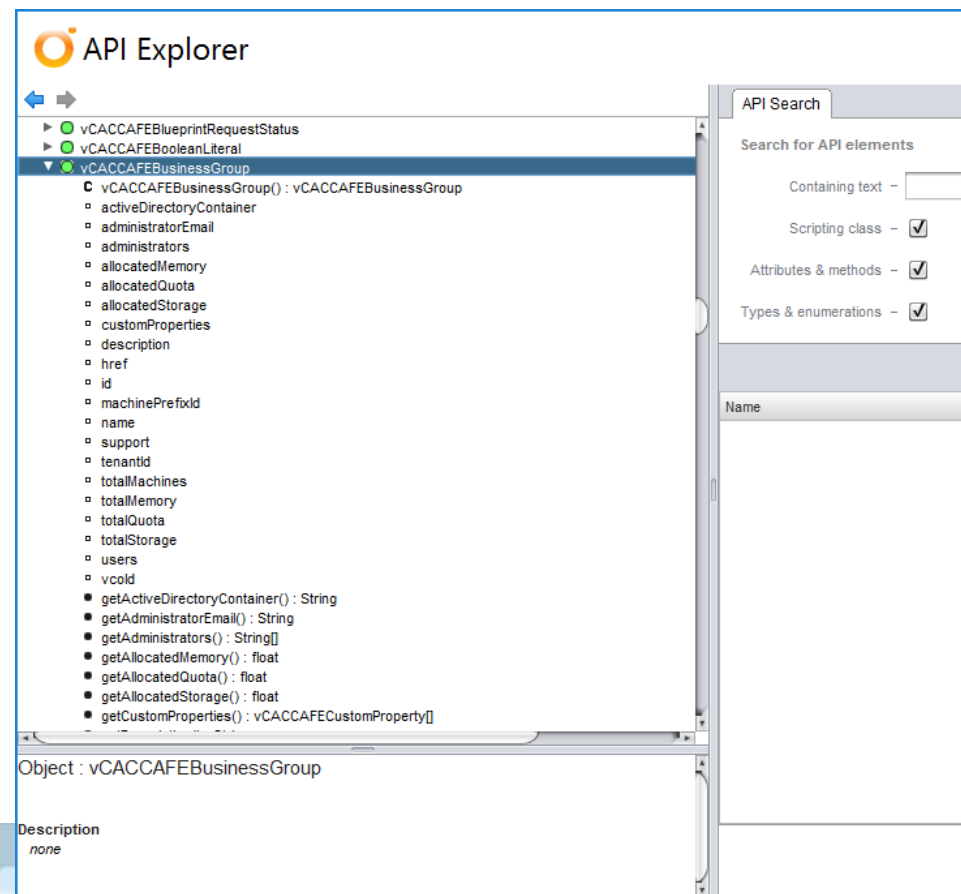 API Explorer
vCACCAFEBlueprintRequestStatus
vCACCAFEBooleanLiteral
vCACCAFEBusinessGroup
C vCACCAFEBusinessGroup() : vCACCAFEBusinessGroup
activeDirectoryContainer
administratorEmail
administrators
allocatedMemory
allocatedQuota
allocatedStorage
customProperties
description
href
id
machinePrefixId
name
support
tenantId
totalMachines
totalMemory
totalQuota
totalStorage
users
vcoId
getActiveDirectoryContainer() : String
getAdministratorEmail() : String
getAdministrators() : String[]
getAllocatedMemory() : float
getAllocatedQuota() : float
getAllocatedStorage() : float
getCustomProperties() : vCACCAFECustomProperty[]
Object : vCACCAFEBusinessGroup
Description
none
API Search
Search for API elements
Containing text –
Scripting class –
Attributes & methods –
Types & enumerations –
Name